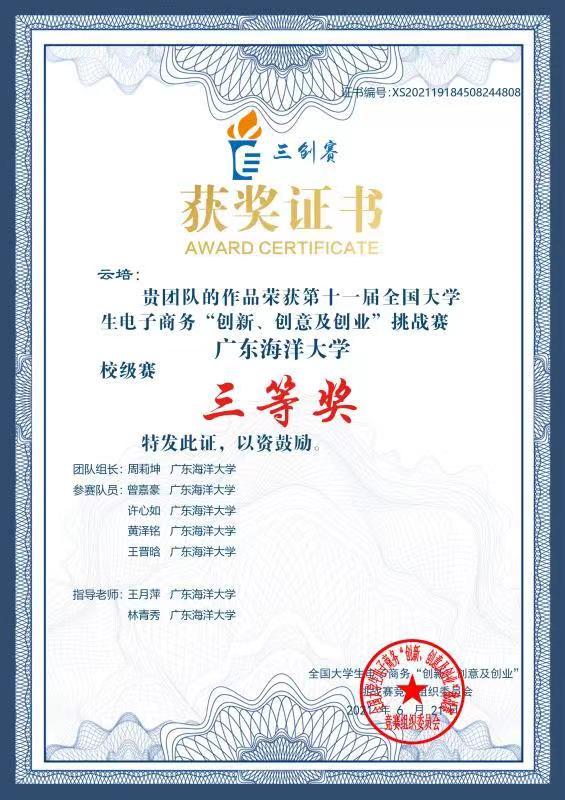 证书编号:XS202119184508244808
三创赛
获奖证书
AWARD CERTIFICATE
云培：
贵团队的作品荣获第十一届全国大学
生电子商务“创新、创意及创业”挑战赛
广东海洋大学
校级赛
三等奖
特发此证，以资鼓励。
团队组长：周莉坤 广东海洋大学
参赛队员：曾嘉豪 广东海洋大学
许心如 广东海洋大学
黄泽铭 广东海洋大学
王晋晗 广东海洋大学
指导老师：王月萍 广东海洋大学
林青秀 广东海洋大学
全国大学生电子商务“创新、创意及创业”
挑战赛竞赛组织委员会
2021年 6 月 21日
竞赛组织委员会